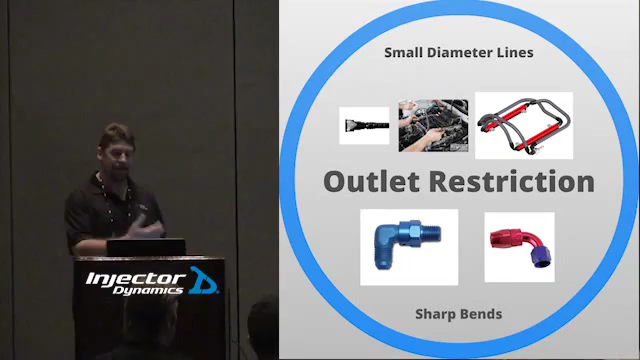 Small Diameter Lines
Outlet Restriction
Sharp Bends
Injector
Dynamics